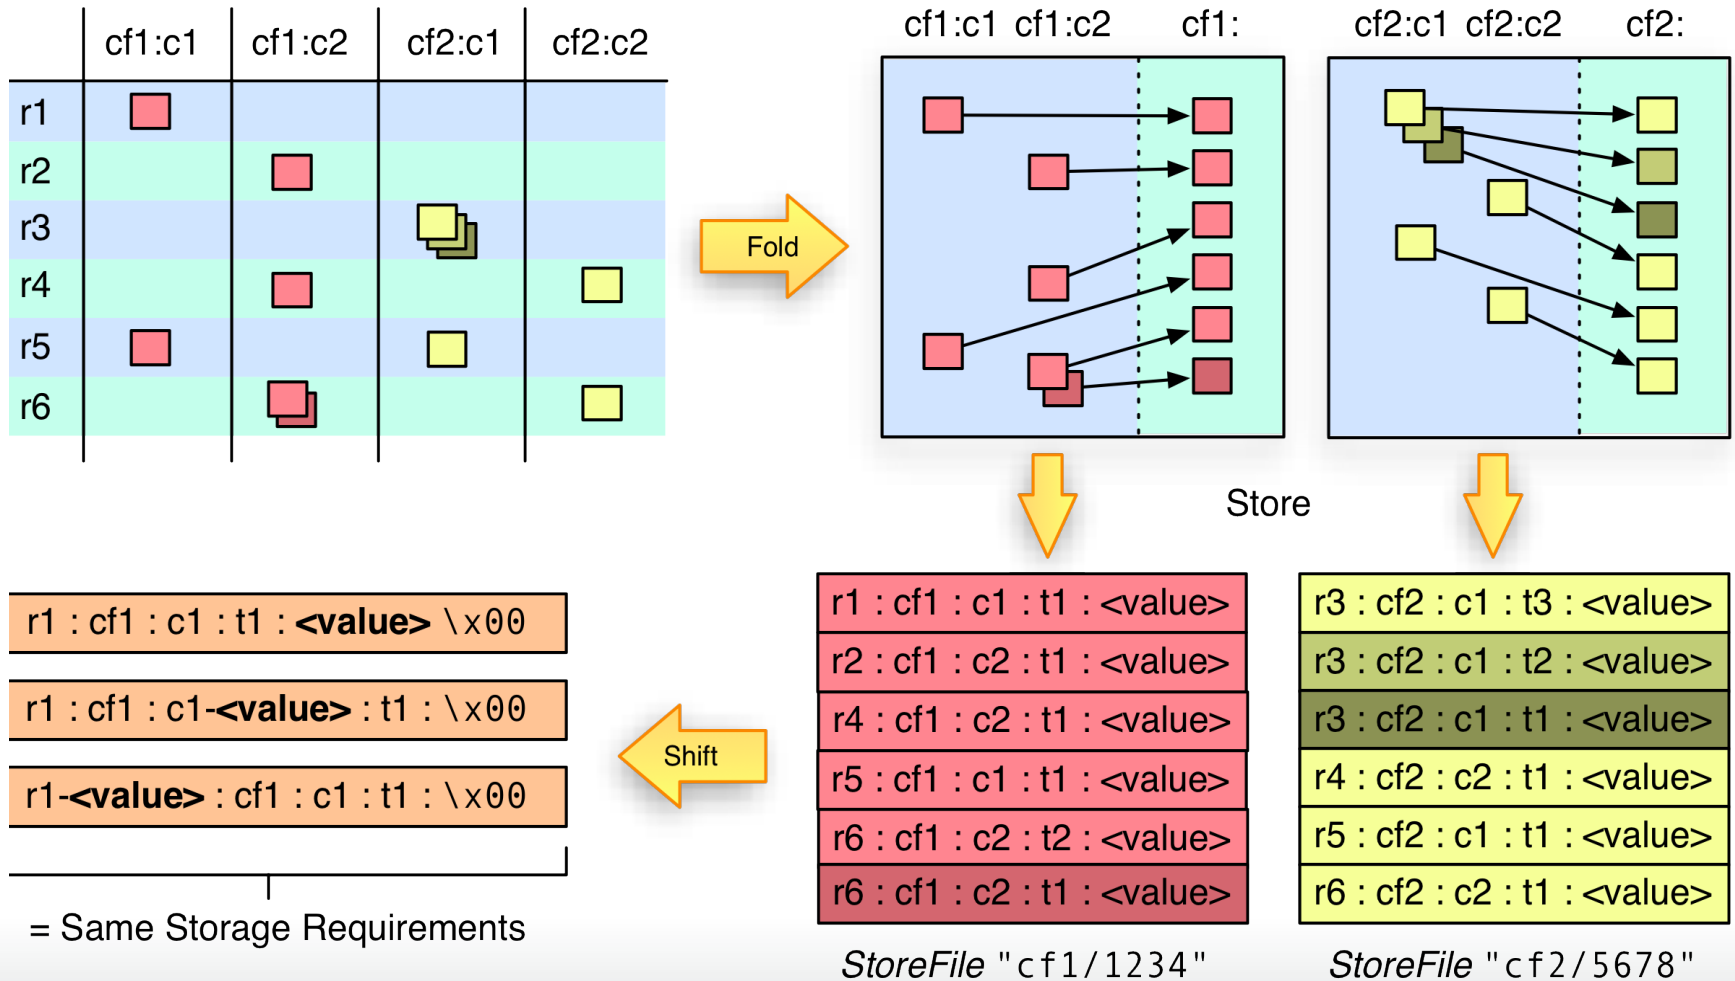 cf1:c1 cf1:c2 cf2:c1 cf2:c2
r1
r2
r3
r4
r5
r6
Fold
cf1:c1 cf1:c2 cf1:
cf2:c1 cf2:c2 cf2:
Store
r1 : cf1 : c1 : t1 : <value>
r2 : cf1 : c2 : t1 : <value>
r4 : cf1 : c2 : t1 : <value>
r5 : cf1 : c1 : t1 : <value>
r6 : cf1 : c2 : t2 : <value>
r6 : cf1 : c2 : t1 : <value>
StoreFile "cf1/1234"
r3 : cf2 : c1 : t3 : <value>
r3 : cf2 : c1 : t2 : <value>
r3 : cf2 : c1 : t1 : <value>
r4 : cf2 : c2 : t1 : <value>
r5 : cf2 : c1 : t1 : <value>
r6 : cf2 : c2 : t1 : <value>
StoreFile "cf2/5678"
Shift
r1 : cf1 : c1 : t1 : <value> \x00
r1 : cf1 : c1-<value> : t1 : \x00
r1-<value> : cf1 : c1 : t1 : \x00
= Same Storage Requirements